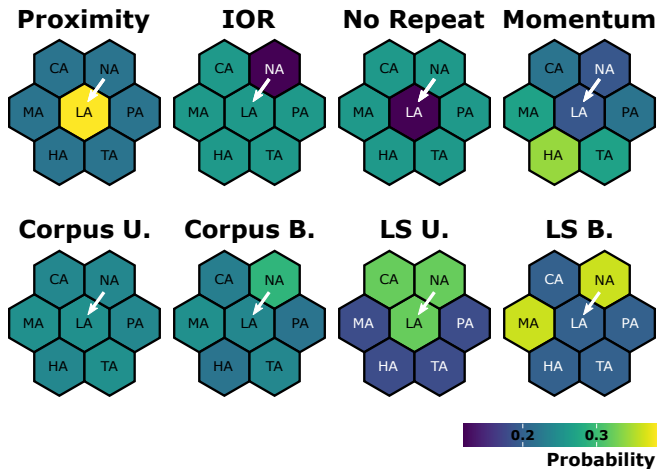 Proximity IOR No Repeat Momentum
CA NA CA NA CA NA CA NA
MA LA PA MA LA PA MA LA PA MA LA PA
HA TA HA TA HA TA HA TA
Corpus U. Corpus B. LS U. LS B.
CA NA CA NA CA NA CA NA
MA LA PA MA LA PA MA LA PA MA LA PA
HA TA HA TA HA TA HA TA
0.2 0.3
Probability